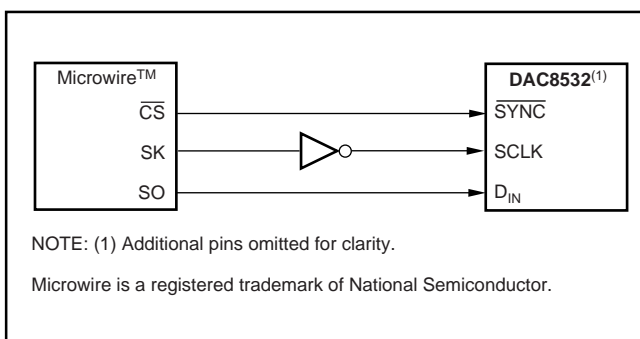 Microwire™
CS
SK
SO
DAC8532(1)
SYNC
SCLK
DIN
NOTE: (1) Additional pins omitted for clarity.
Microwire is a registered trademark of National Semiconductor.